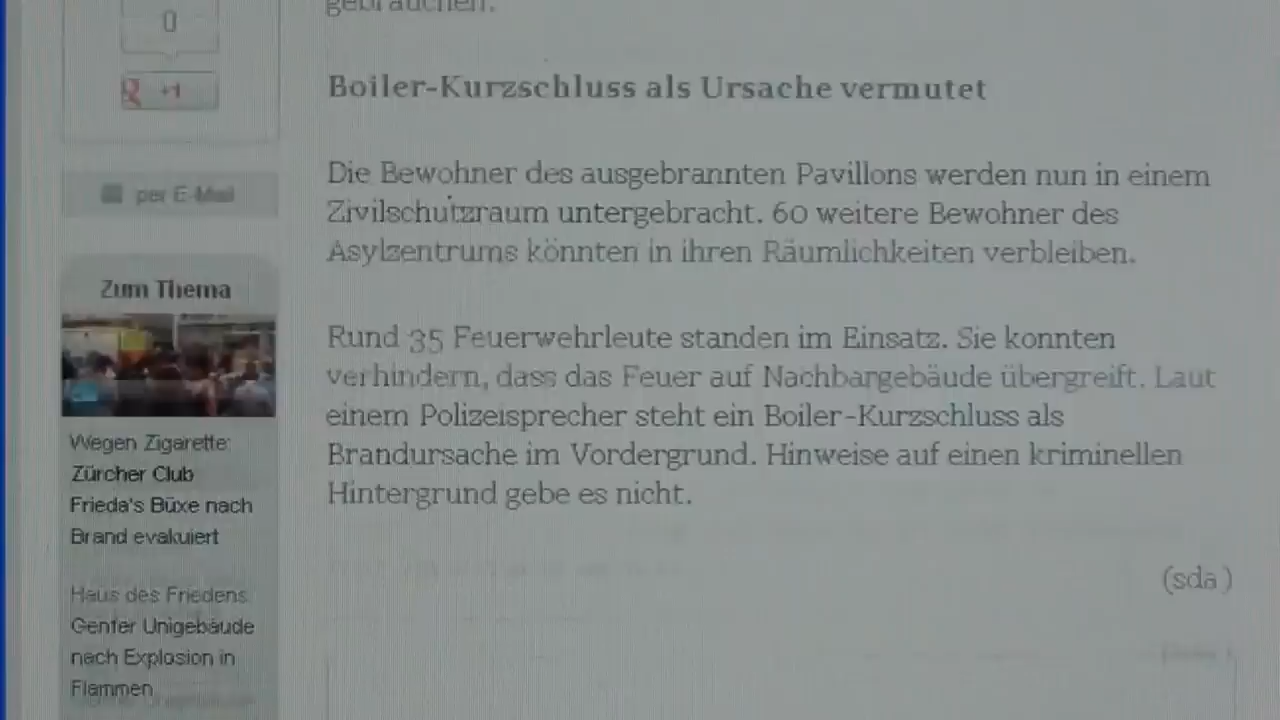 0
+1
per E-Mail
Zum Thema
Wegen Zigarette:
Zürcher Club
Frieda's Büxe nach
Brand evakuiert
Haus des Friedens:
Genfer Unigebäude
nach Explosion in
Flammen
gebrauchen.
Boiler-Kurzschluss als Ursache vermutet
Die Bewohner des ausgebrannten Pavillons werden nun in einem
Zivilschutzraum untergebracht. 60 weitere Bewohner des
Asylzentrums könnten in ihren Räumlichkeiten verbleiben.
Rund 35 Feuerwehrleute standen im Einsatz. Sie konnten
verhindern, dass das Feuer auf Nachbargebäude übergreift. Laut
einem Polizeisprecher steht ein Boiler-Kurzschluss als
Brandursache im Vordergrund. Hinweise auf einen kriminellen
Hintergrund gebe es nicht.
(sda)